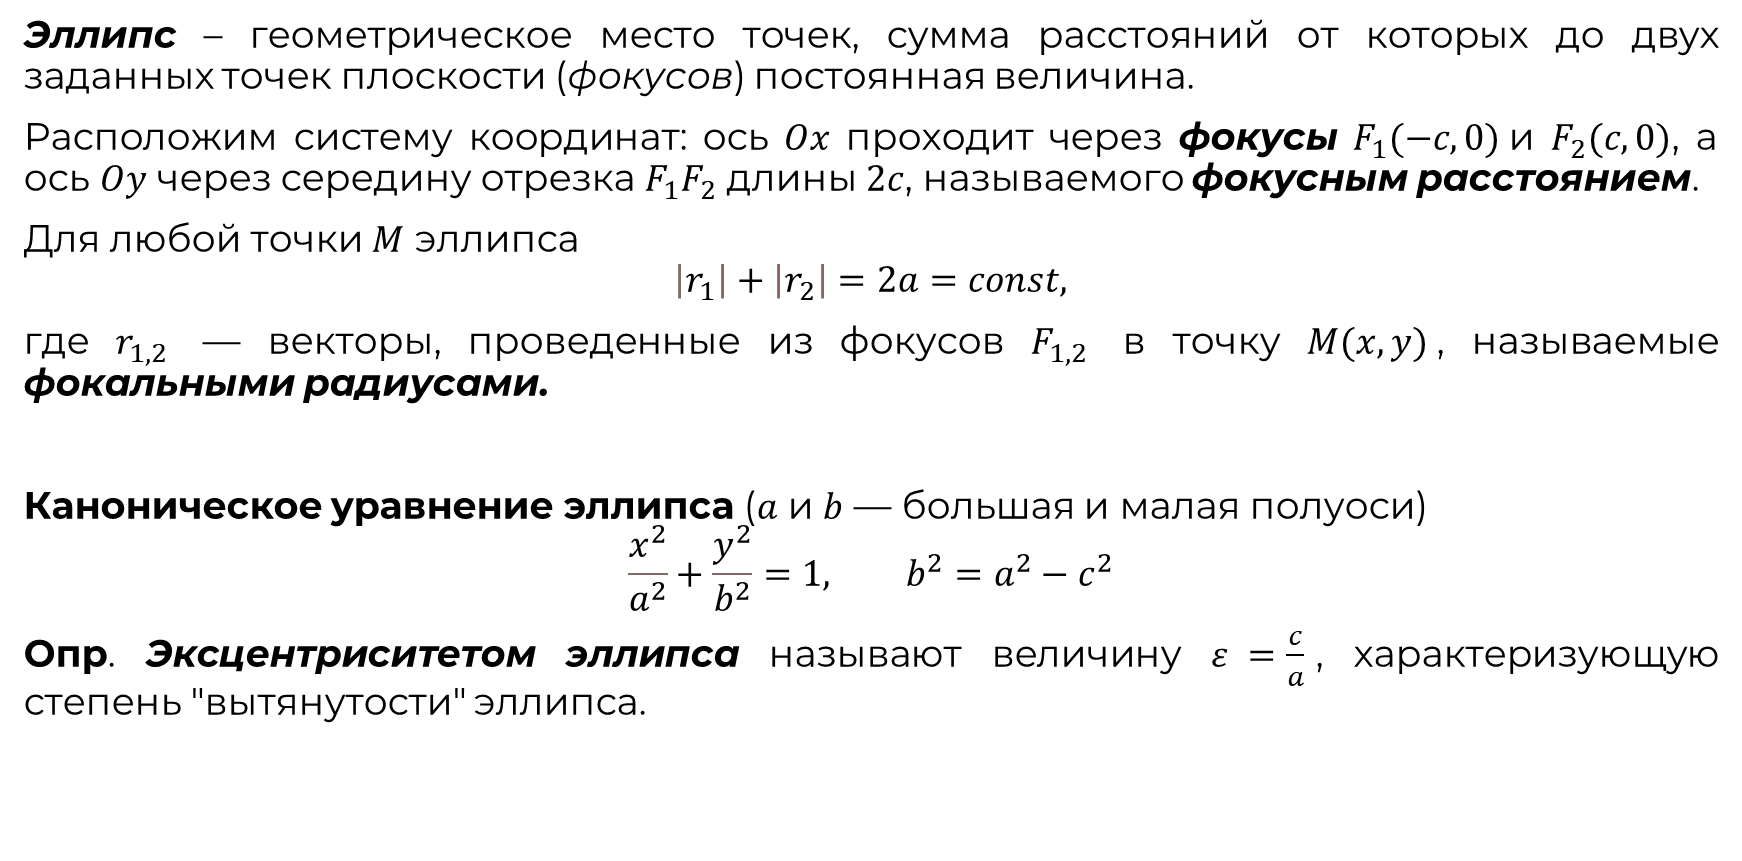 Эллипс – геометрическое место точек, сумма расстояний от которых до двух
заданных точек плоскости (фокусов) постоянная величина.
Расположим систему координат: ось Ox проходит через фокусы F₁(−c, 0) и F₂(c, 0), а
ось Oy через середину отрезка F₁F₂ длины 2c, называемого фокусным расстоянием.
Для любой точки M эллипса
|r₁| + |r₂| = 2a = const,
где r₁,₂ — векторы, проведенные из фокусов F₁,₂ в точку M(x, y), называемые
фокальными радиусами.
Каноническое уравнение эллипса (a и b — большая и малая полуоси)
x²/a² + y²/b² = 1, b² = a² − c²
Опр. Эксцентриситетом эллипса называют величину ε = c/a, характеризующую
степень "вытянутости" эллипса.